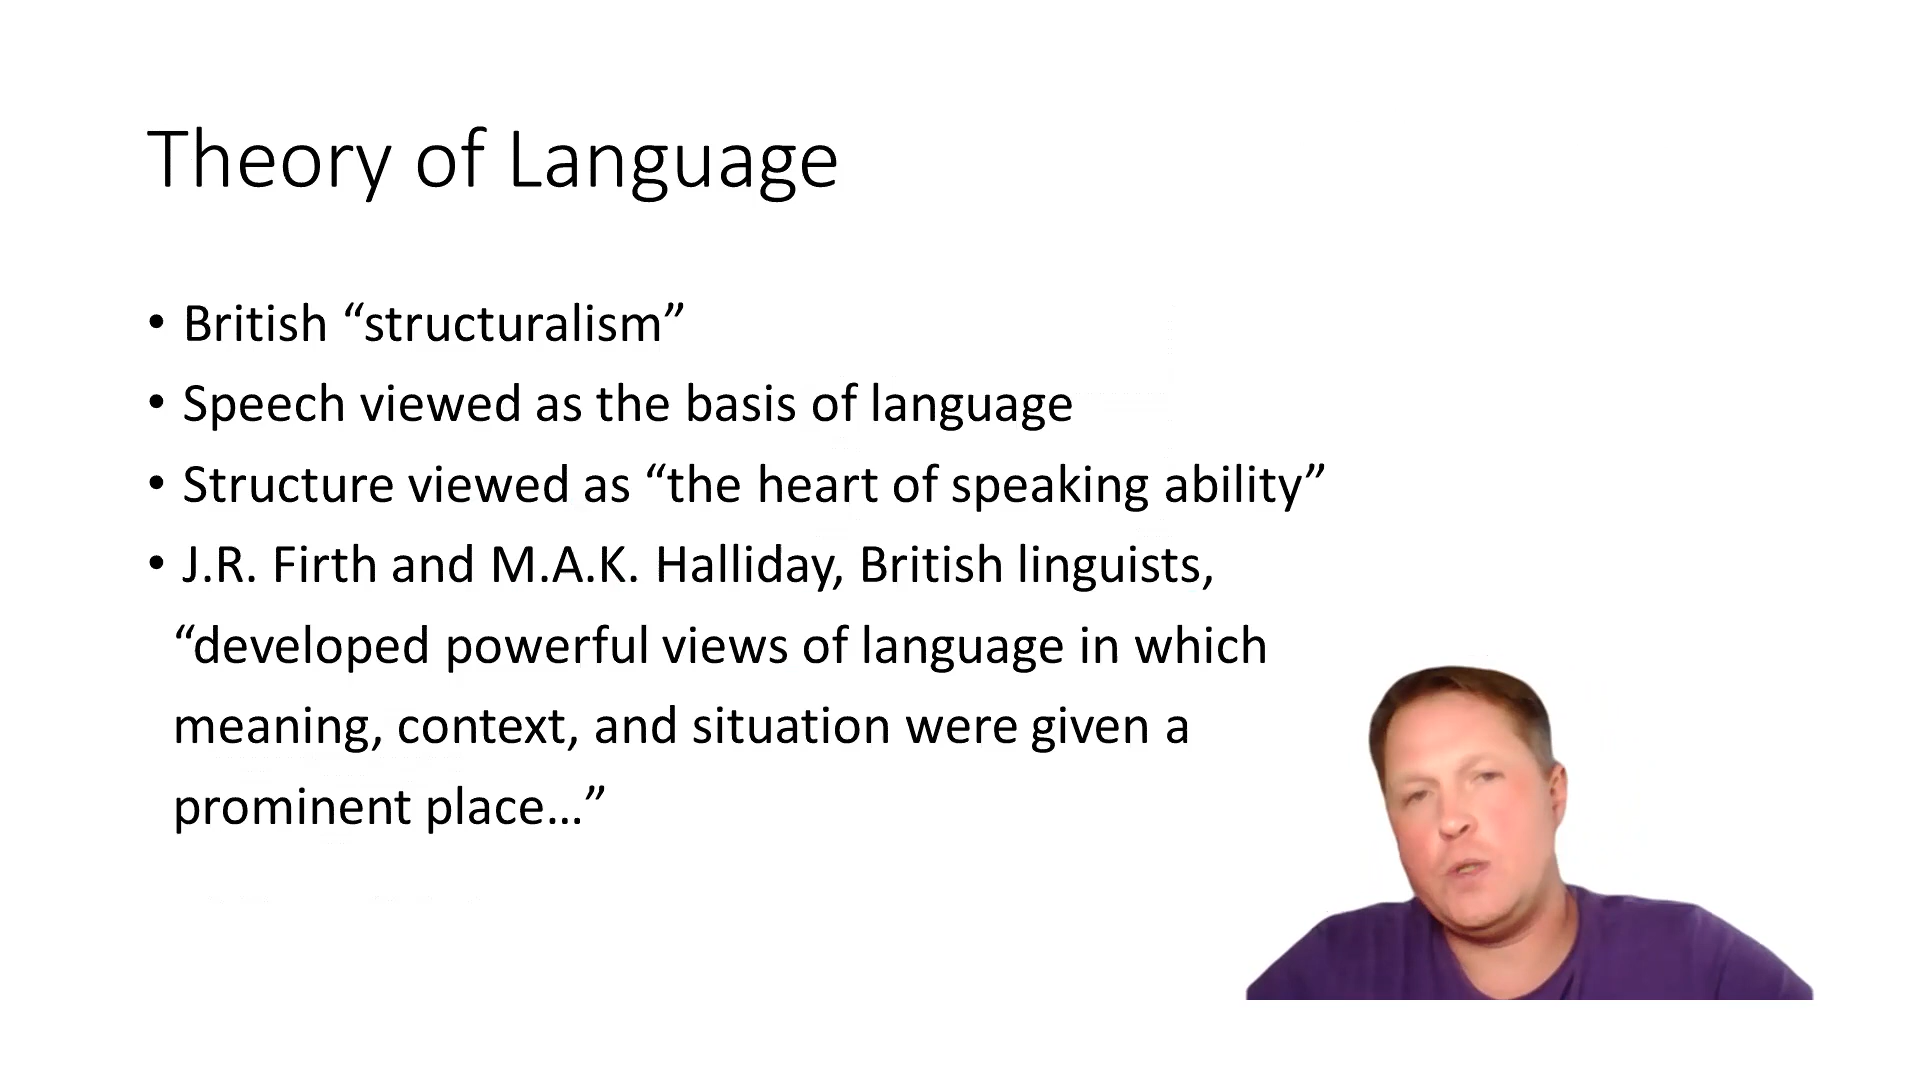 Theory of Language
• British “structuralism”
• Speech viewed as the basis of language
• Structure viewed as “the heart of speaking ability”
• J.R. Firth and M.A.K. Halliday, British linguists,
“developed powerful views of language in which
meaning, context, and situation were given a
prominent place…”